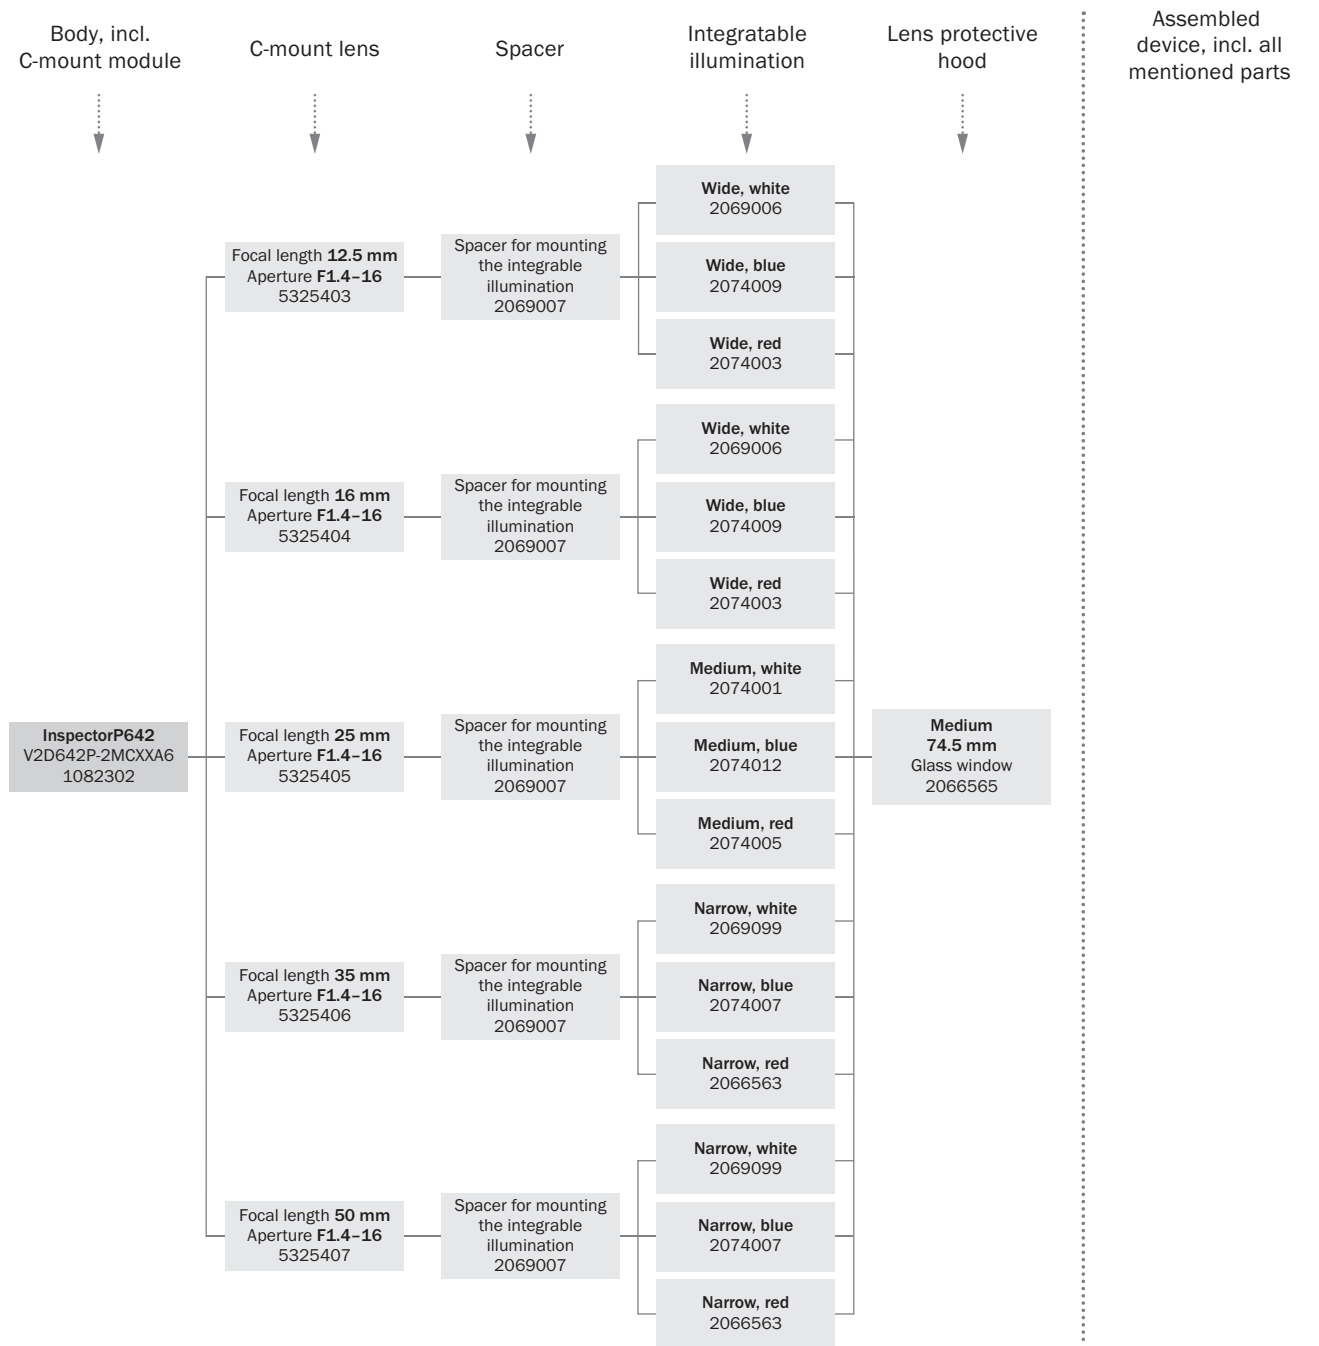 Body, incl.
C-mount module
C-mount lens
Spacer
Integratable
illumination
Lens protective
hood
Assembled
device, incl. all
mentioned parts
InspectorP642
V2D642P-2MCXXA6
1082302
Focal length 12.5 mm
Aperture F1.4–16
5325403
Spacer for mounting
the integrable
illumination
2069007
Wide, white
2069006
Wide, blue
2074009
Wide, red
2074003
Focal length 16 mm
Aperture F1.4–16
5325404
Spacer for mounting
the integrable
illumination
2069007
Wide, white
2069006
Wide, blue
2074009
Wide, red
2074003
Focal length 25 mm
Aperture F1.4–16
5325405
Spacer for mounting
the integrable
illumination
2069007
Medium, white
2074001
Medium, blue
2074012
Medium, red
2074005
Focal length 35 mm
Aperture F1.4–16
5325406
Spacer for mounting
the integrable
illumination
2069007
Narrow, white
2069099
Narrow, blue
2074007
Narrow, red
2066563
Focal length 50 mm
Aperture F1.4–16
5325407
Spacer for mounting
the integrable
illumination
2069007
Narrow, white
2069099
Narrow, blue
2074007
Narrow, red
2066563
Medium
74.5 mm
Glass window
2066565